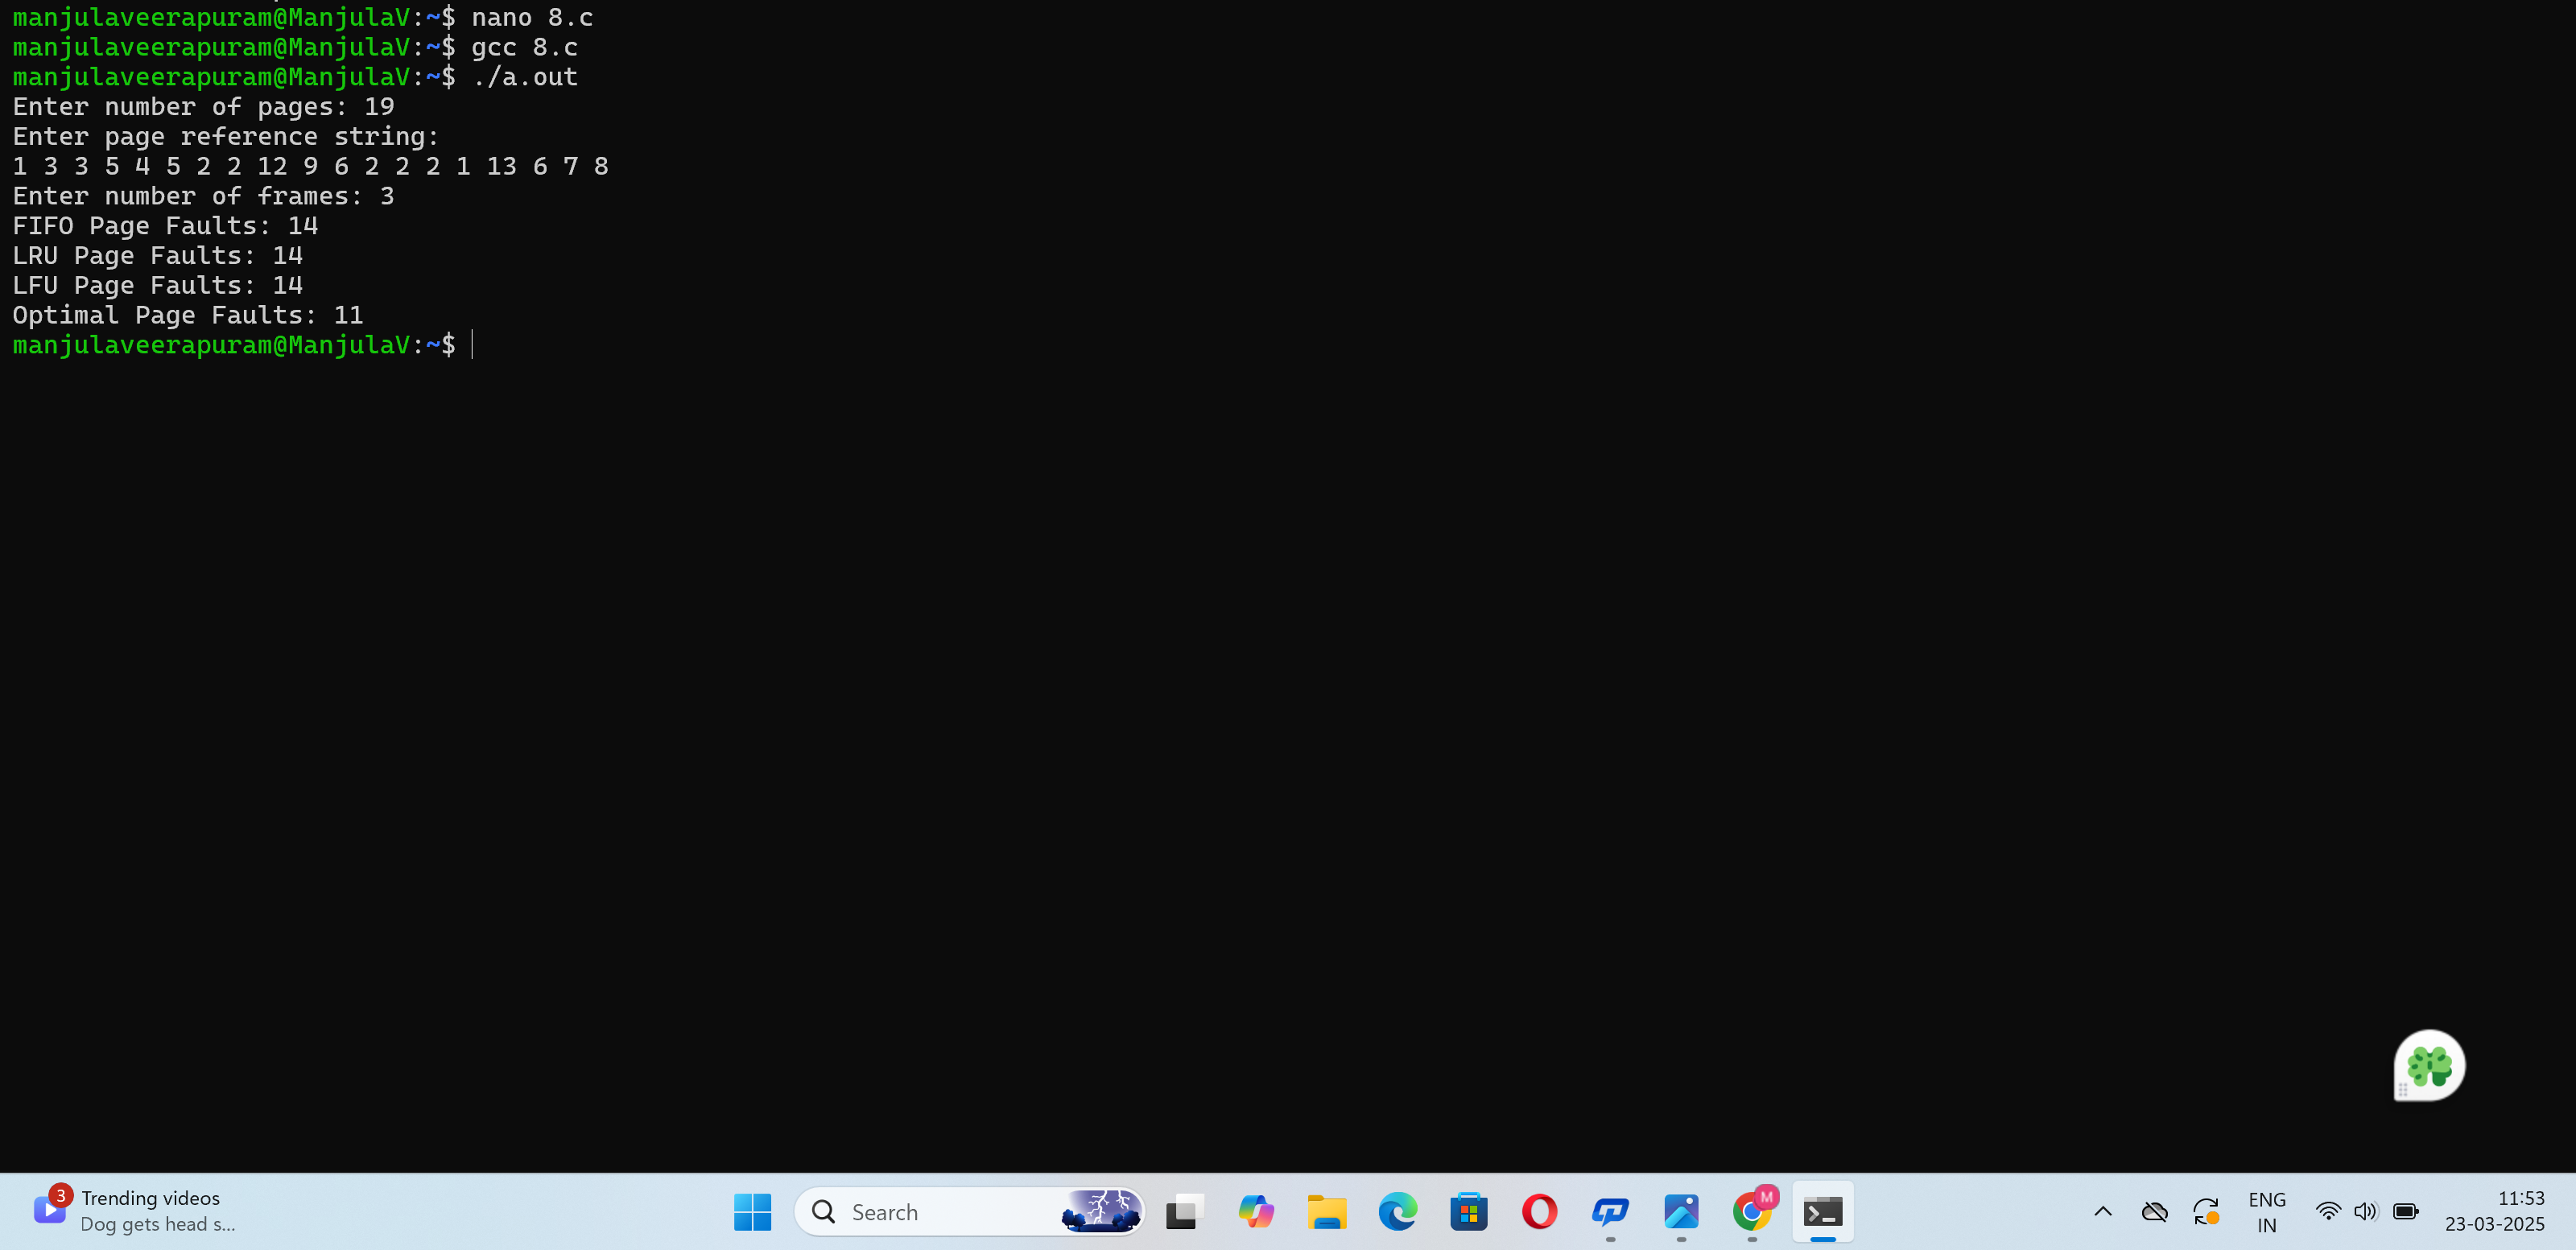 manjulaveerapuram@ManjulaV:~$ nano 8.c
manjulaveerapuram@ManjulaV:~$ gcc 8.c
manjulaveerapuram@ManjulaV:~$ ./a.out
Enter number of pages: 19
Enter page reference string:
1 3 3 5 4 5 2 2 12 9 6 2 2 2 1 13 6 7 8
Enter number of frames: 3
FIFO Page Faults: 14
LRU Page Faults: 14
LFU Page Faults: 14
Optimal Page Faults: 11
manjulaveerapuram@ManjulaV:~$
3
Trending videos
Dog gets head s...
Search
M
ENG
IN
11:53
23-03-2025